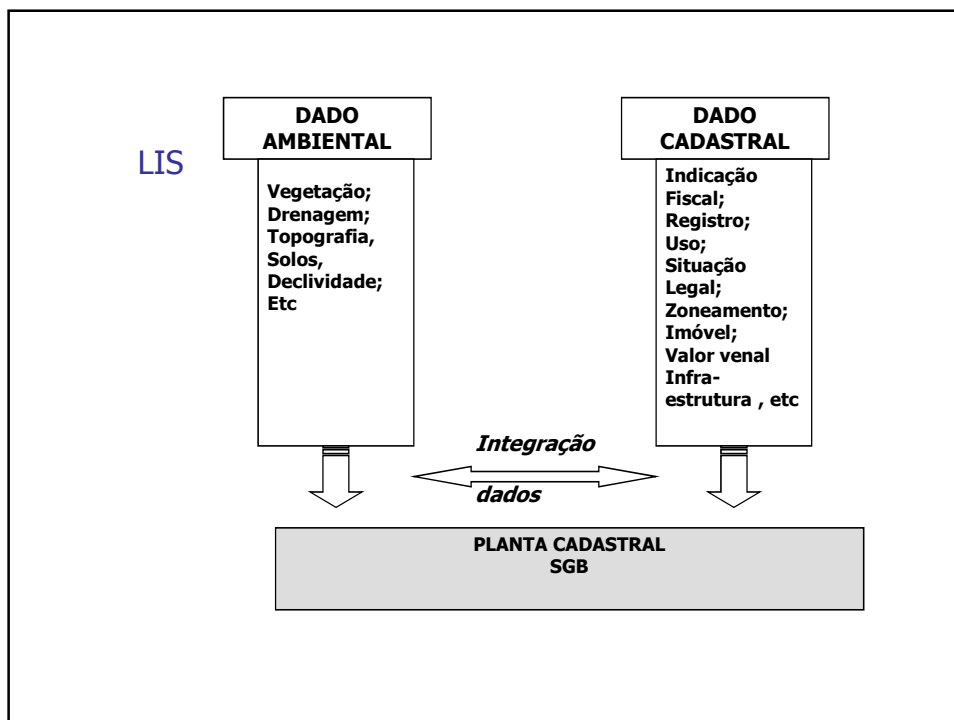 LIS
DADO
AMBIENTAL
Vegetação;
Drenagem;
Topografia,
Solos,
Declividade;
Etc
DADO
CADASTRAL
Indicação
Fiscal;
Registro;
Uso;
Situação
Legal;
Zoneamento;
Imóvel;
Valor venal
Infra-
estrutura , etc
Integração
dados
PLANTA CADASTRAL
SGB